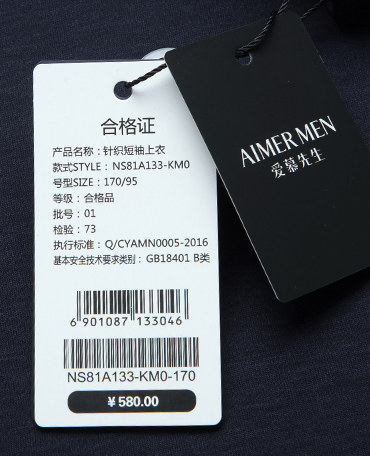 合格证
产品名称：针织短袖上衣
款式STYLE：NS81A133-KM0
号型SIZE：170/95
等级：合格品
批号：01
检验：73
执行标准：Q/CYAMN0005-2016
基本安全技术要求类别：GB18401 B类
6 901087 133046
NS81A133-KM0-170
¥580.00
AIMER MEN
爱慕先生